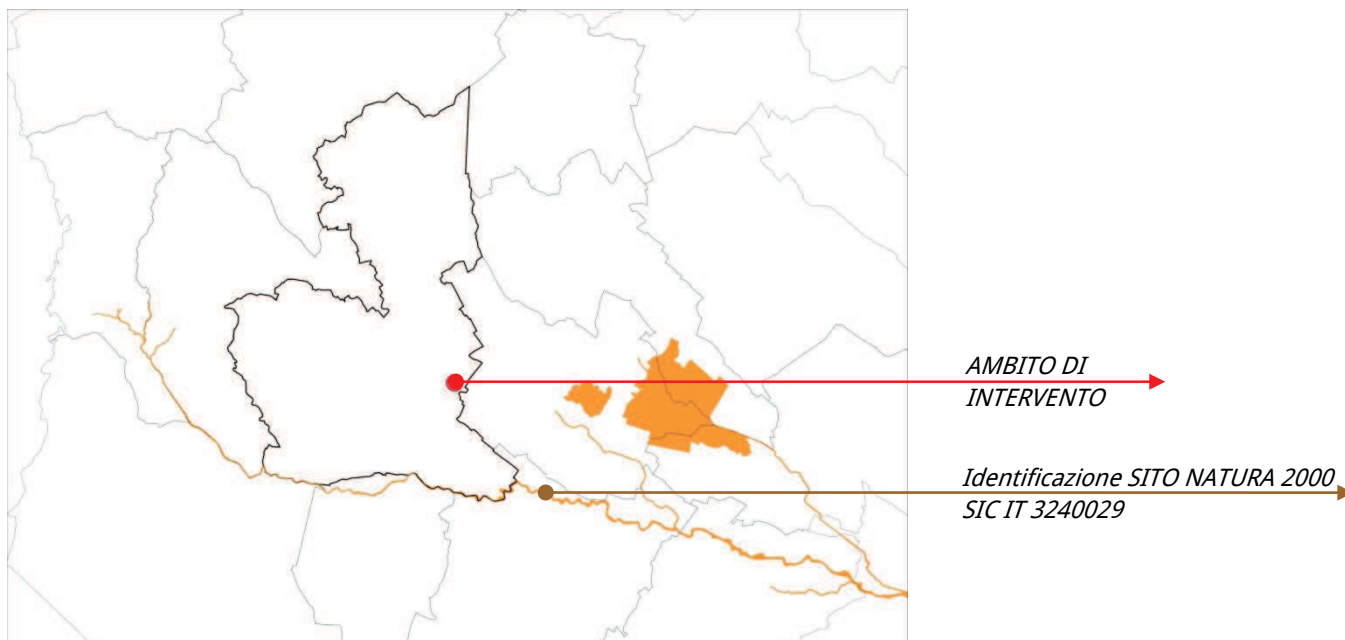 AMBITO DI
INTERVENTO
Identificazione SITO NATURA 2000
SIC IT 3240029